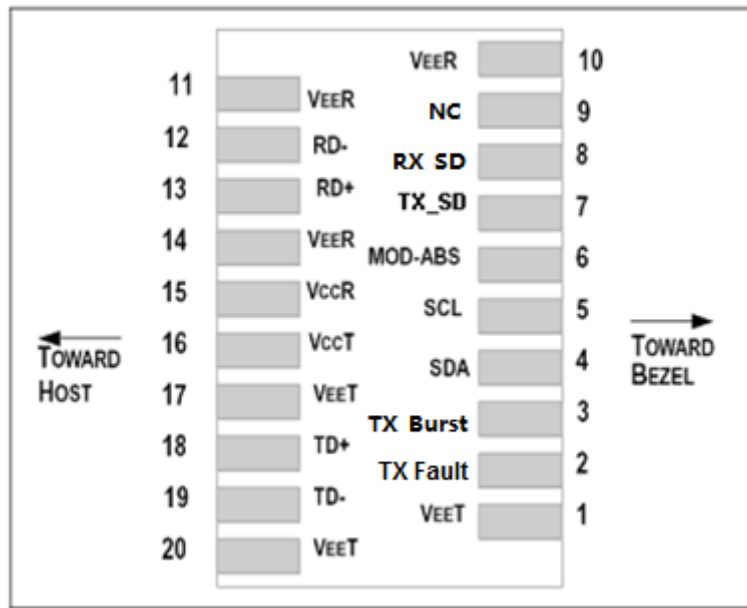 VEER 10
11 VEER
NC 9
12 RD-
RX SD 8
13 RD+
TX_SD 7
14 VEER
MOD-ABS 6
15 VCCR
SCL 5
16 VCCT
TOWARD
HOST
TOWARD
BEZEL
SDA 4
17 VEET
TX Burst 3
18 TD+
TX Fault 2
19 TD-
VEET 1
20 VEET